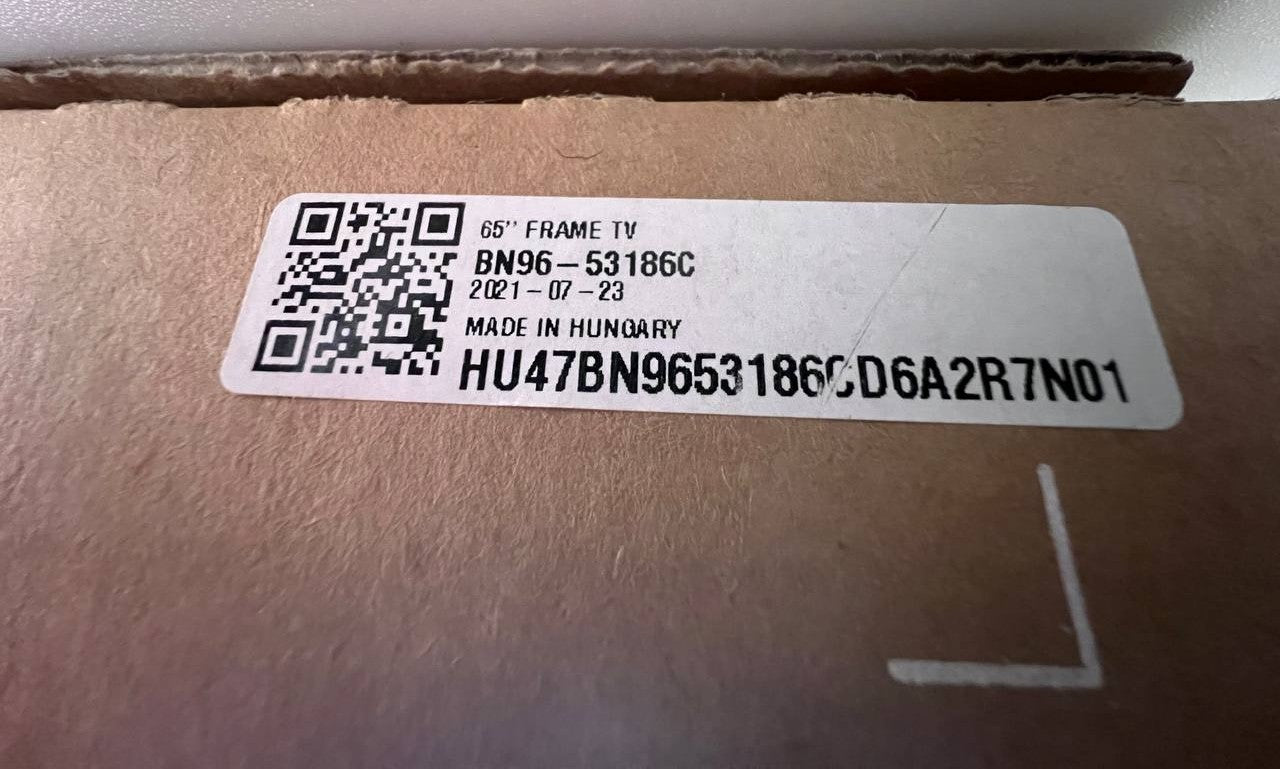 65'' FRAME TV
BN96-53186C
2021-07-23
MADE IN HUNGARY
HU47BN9653186CD6A2R7N01